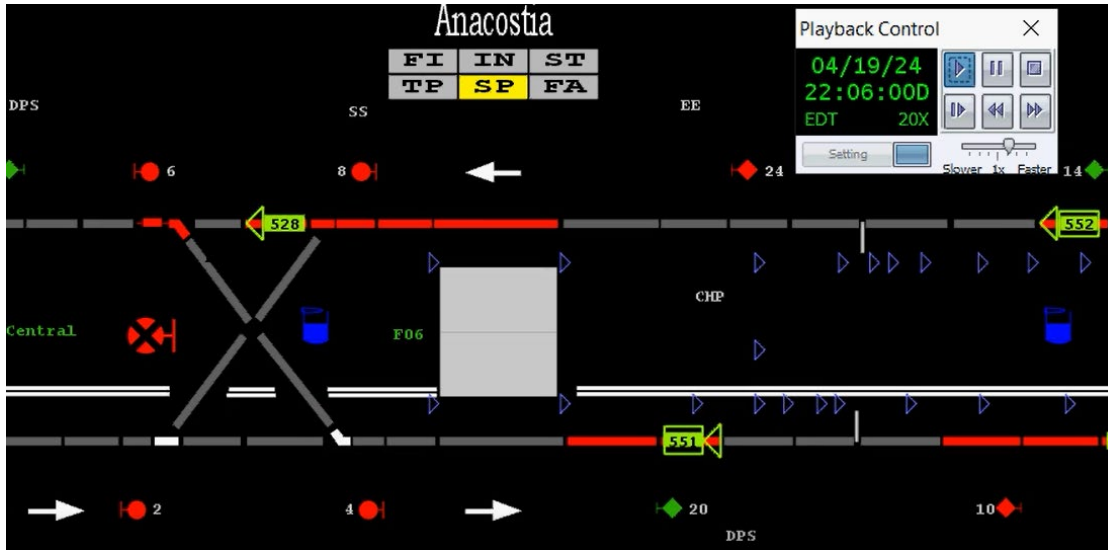 Anacostia
FI IN ST
TP SP FA
Playback Control
04/19/24
22:06:00D
EDT 20X
Setting
Slower 1x Faster
DPS
SS
EE
6
8
24
14
528
552
CHP
Central
F06
551
2
4
20
10
DPS